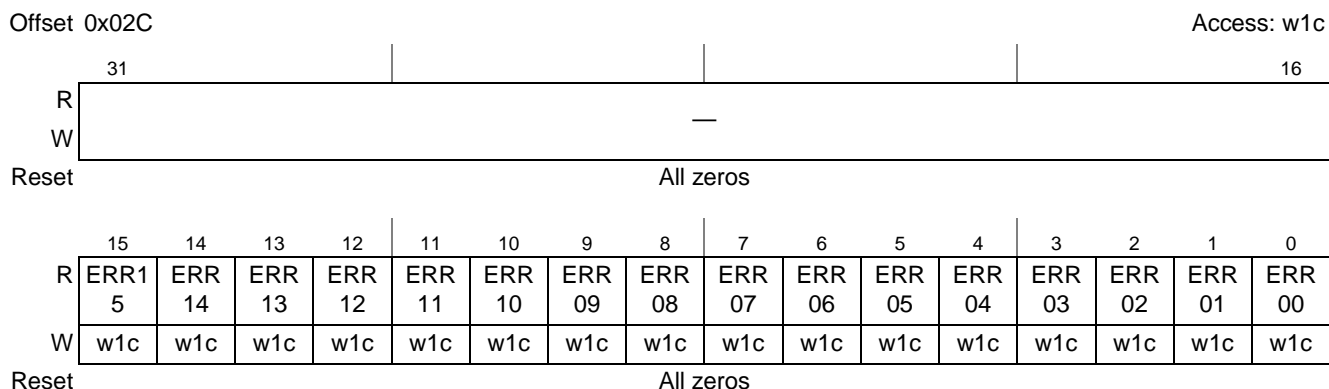 Offset 0x02C Access: w1c
31 16
R
—
W
Reset All zeros
15 14 13 12 11 10 9 8 7 6 5 4 3 2 1 0
R ERR1 ERR ERR ERR ERR ERR ERR ERR ERR ERR ERR ERR ERR ERR ERR ERR
5 14 13 12 11 10 09 08 07 06 05 04 03 02 01 00
W w1c w1c w1c w1c w1c w1c w1c w1c w1c w1c w1c w1c w1c w1c w1c w1c
Reset All zeros